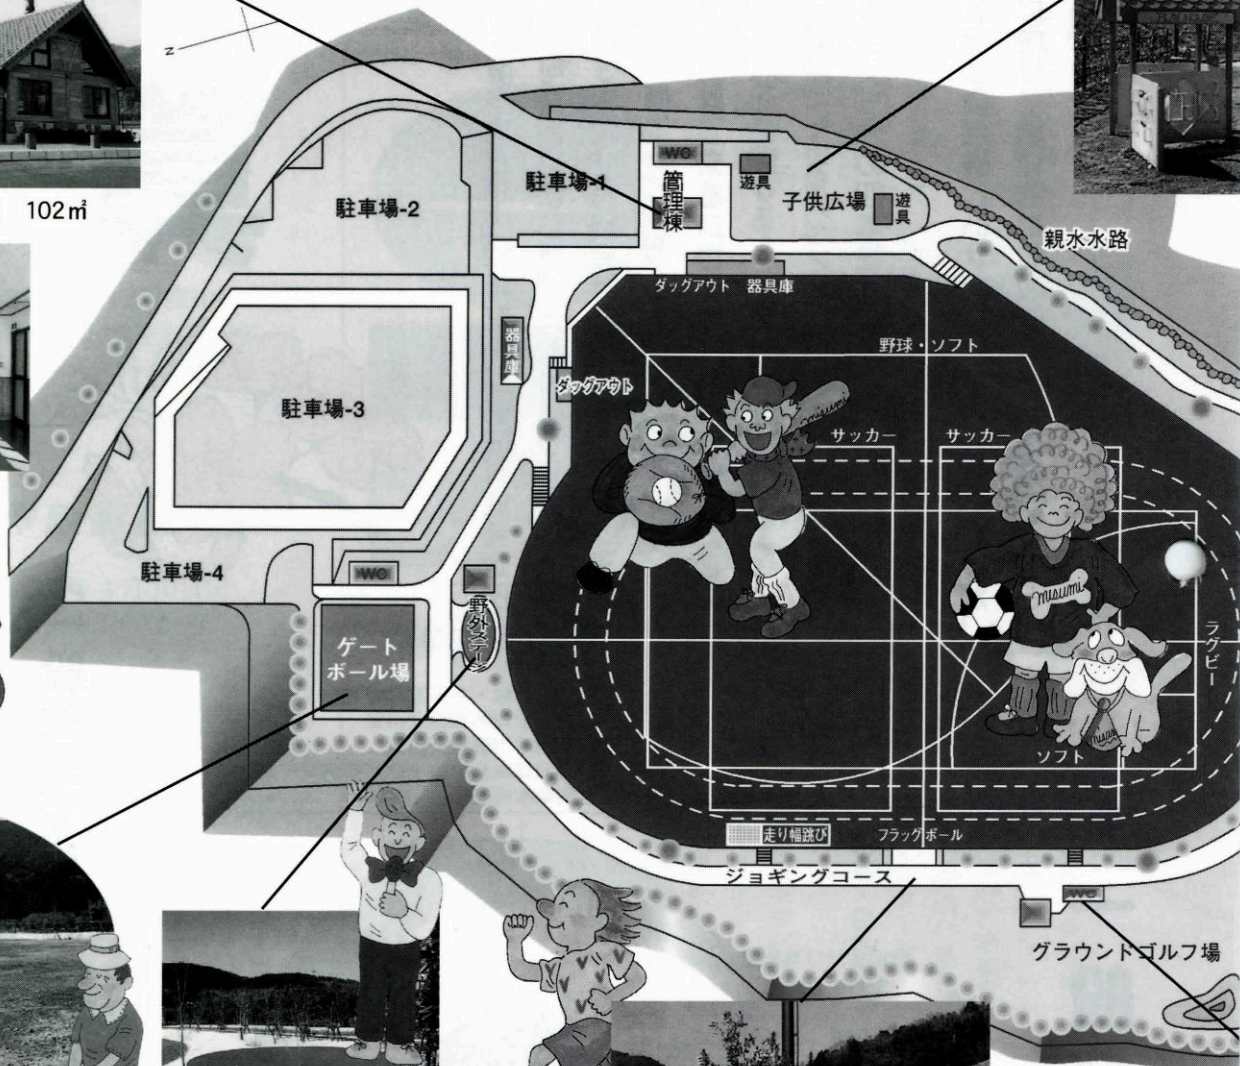 z
102㎡
駐車場-1
駐車場-2
駐車場-3
駐車場-4
WC
管理棟
遊具
子供広場
遊具
親水水路
ダッグアウト
器具庫
器具庫
ダッグアウト
野球・ソフト
サッカー
サッカー
misumi
misumi
misumi
ラグビー
ソフト
WC
野外ステージ
ゲート
ボール場
走り幅跳び
フラッグポール
ジョギングコース
WC
グラウンドゴルフ場